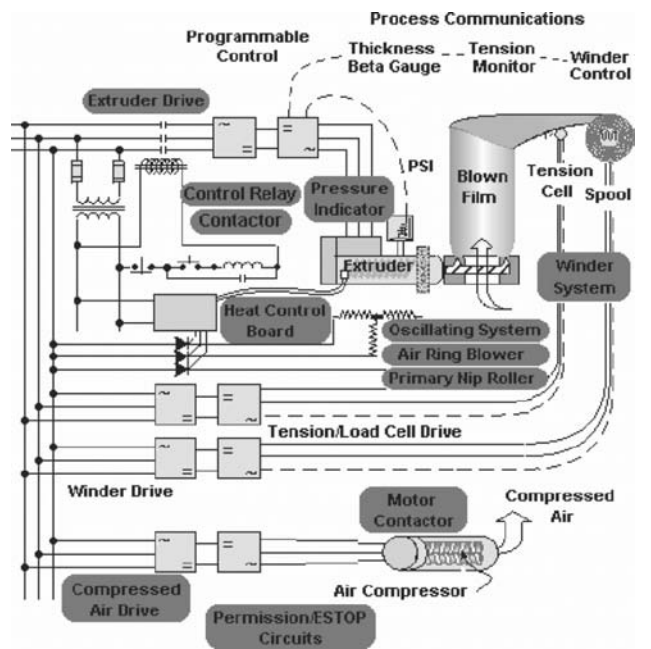 Process Communications
Programmable
Control
Thickness
Beta Gauge
Tension
Monitor
Winder
Control
Extruder Drive
PSI
Blown
Film
Tension
Cell
Spool
Control Relay
Contactor
Pressure
Indicator
Extruder
Winder
System
Heat Control
Board
Oscillating System
Air Ring Blower
Primary Nip Roller
Tension/Load Cell Drive
Winder Drive
Motor
Contactor
Compressed
Air
Compressed
Air Drive
Air Compressor
Permission/ESTOP
Circuits